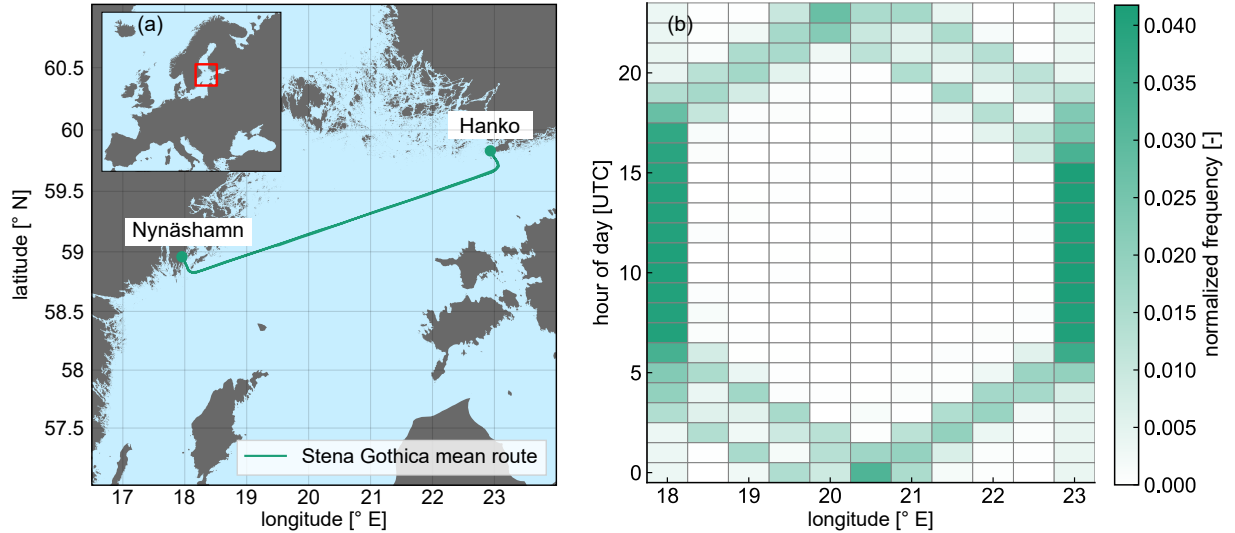 (a)
60.5
60
59.5
59
58.5
58
57.5
latitude [° N]
Hanko
Nynäshamn
Stena Gothica mean route
17 18 19 20 21 22 23
longitude [° E]
(b)
20
15
10
5
0
hour of day [UTC]
18 19 20 21 22 23
longitude [° E]
0.040
0.035
0.030
0.025
0.020
0.015
0.010
0.005
0.000
normalized frequency [-]